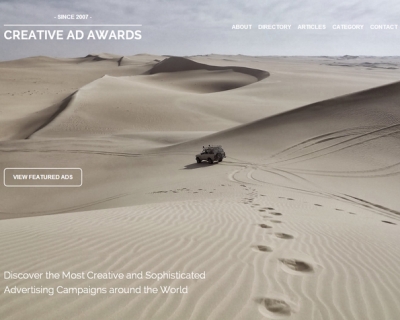 - SINCE 2007 -
CREATIVE AD AWARDS
ABOUT DIRECTORY ARTICLES CATEGORY CONTACT
VIEW FEATURED ADS
Discover the Most Creative and Sophisticated
Advertising Campaigns around the World